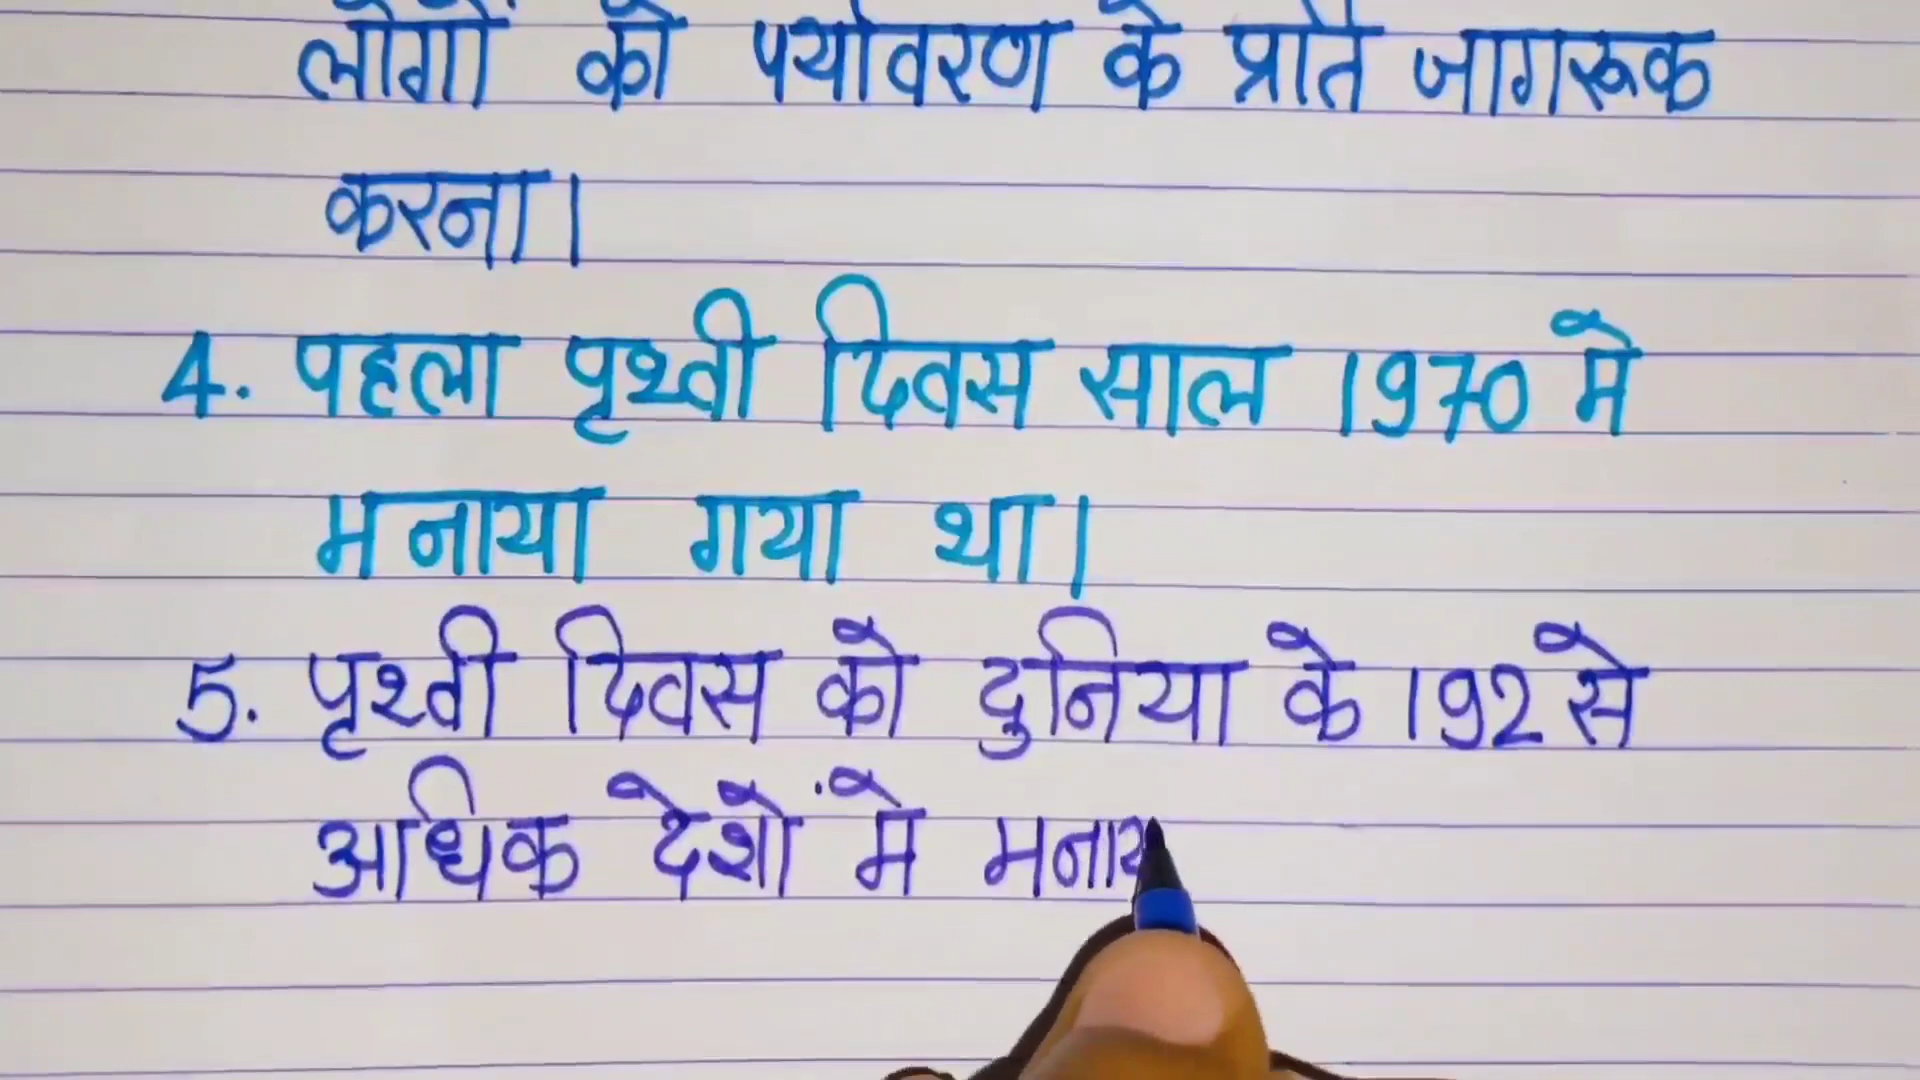 लोगों को पर्यावरण के प्रति जागरूक
करना।
4. पहला पृथ्वी दिवस साल 1970 मे
मनाया गया था।
5. पृथ्वी दिवस को दुनिया के 192 से
अधिक देशों मे